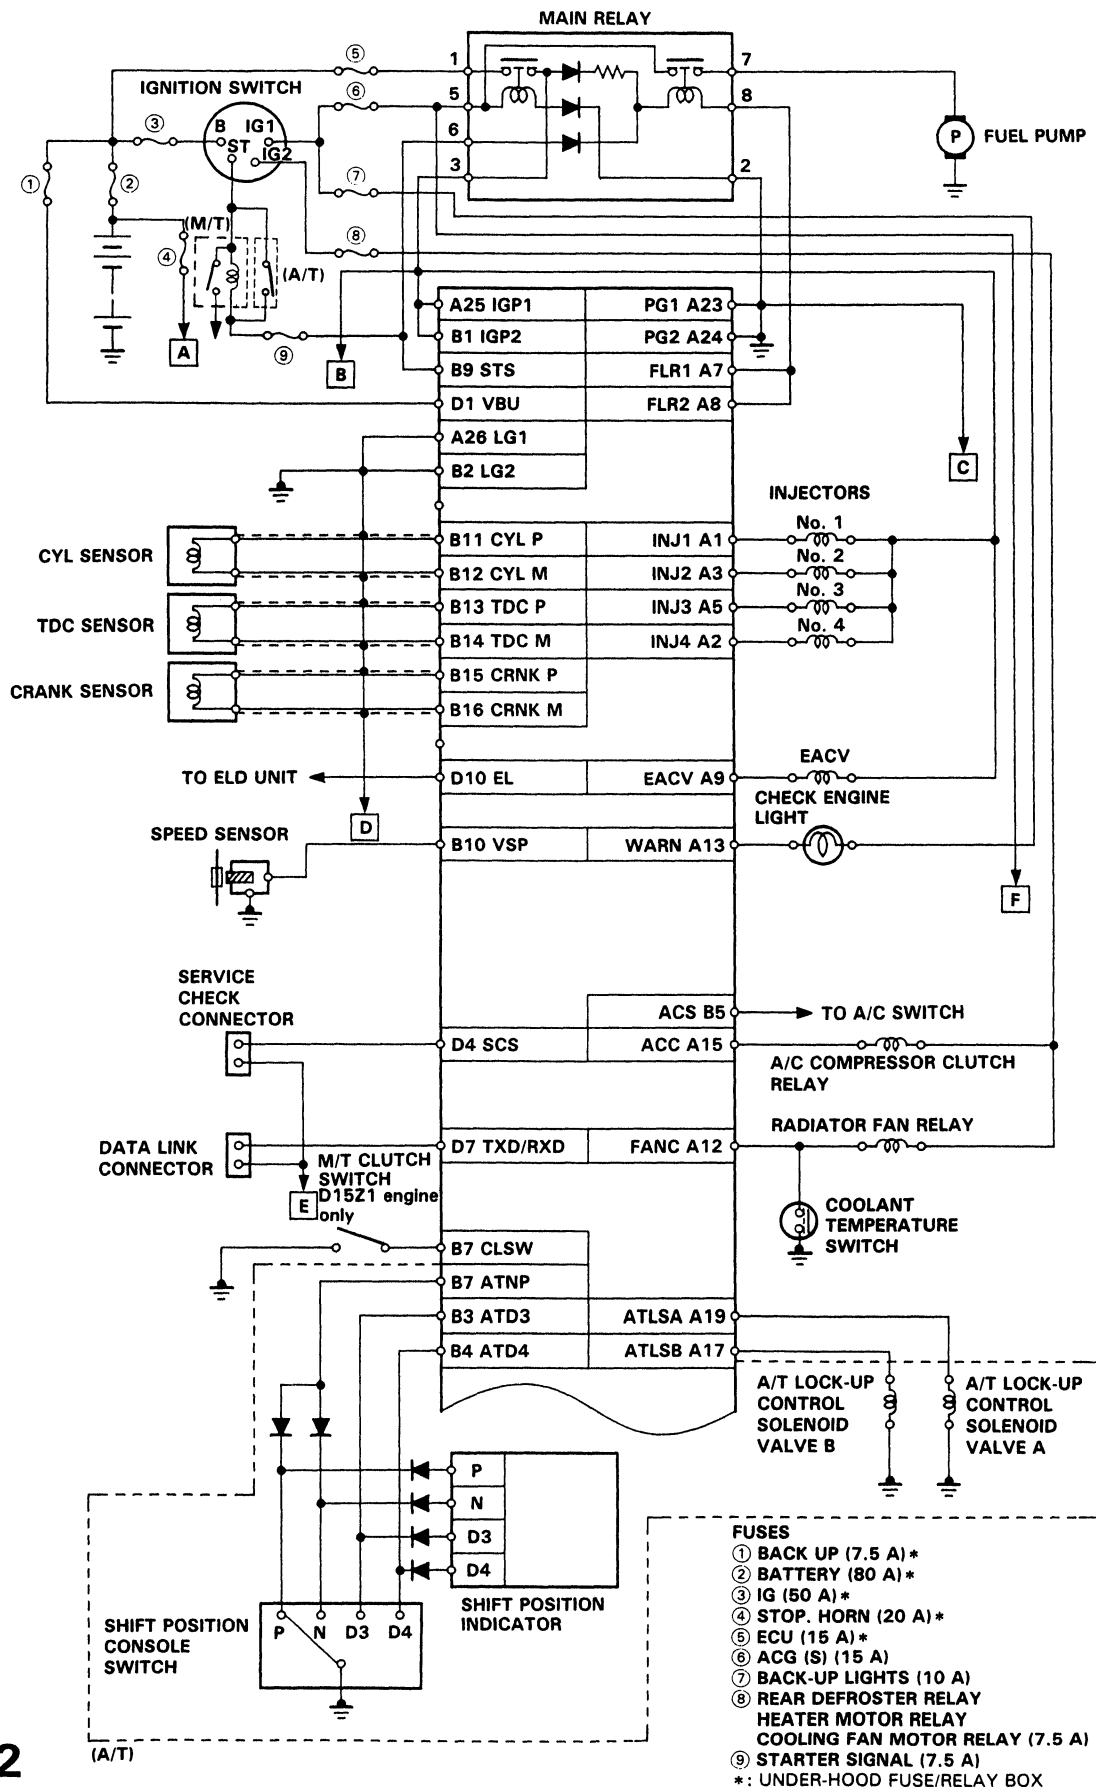 MAIN RELAY
1
5
6
3
7
8
2
⑤
⑥
⑦
⑧
③
①
②
④
⑨
IGNITION SWITCH
B
IG1
ST
IG2
(M/T)
(A/T)
P
FUEL PUMP
A
B
C
A25 IGP1
B1 IGP2
B9 STS
D1 VBU
A26 LG1
B2 LG2
PG1 A23
PG2 A24
FLR1 A7
FLR2 A8
INJECTORS
No. 1
No. 2
No. 3
No. 4
CYL SENSOR
TDC SENSOR
CRANK SENSOR
B11 CYL P
B12 CYL M
B13 TDC P
B14 TDC M
B15 CRNK P
B16 CRNK M
INJ1 A1
INJ2 A3
INJ3 A5
INJ4 A2
TO ELD UNIT
D10 EL
EACV A9
EACV
D
CHECK ENGINE
LIGHT
SPEED SENSOR
B10 VSP
WARN A13
F
SERVICE
CHECK
CONNECTOR
ACS B5
TO A/C SWITCH
D4 SCS
ACC A15
A/C COMPRESSOR CLUTCH
RELAY
DATA LINK
CONNECTOR
D7 TXD/RXD
FANC A12
RADIATOR FAN RELAY
E
M/T CLUTCH
SWITCH
D15Z1 engine
only
COOLANT
TEMPERATURE
SWITCH
B7 CLSW
B7 ATNP
B3 ATD3
B4 ATD4
ATLSA A19
ATLSB A17
A/T LOCK-UP
CONTROL
SOLENOID
VALVE B
A/T LOCK-UP
CONTROL
SOLENOID
VALVE A
P
N
D3
D4
SHIFT POSITION
INDICATOR
SHIFT POSITION
CONSOLE
SWITCH
P N D3 D4
(A/T)
2
FUSES
① BACK UP (7.5 A)*
② BATTERY (80 A)*
③ IG (50 A)*
④ STOP. HORN (20 A)*
⑤ ECU (15 A)*
⑥ ACG (S) (15 A)
⑦ BACK-UP LIGHTS (10 A)
⑧ REAR DEFROSTER RELAY
HEATER MOTOR RELAY
COOLING FAN MOTOR RELAY (7.5 A)
⑨ STARTER SIGNAL (7.5 A)
*: UNDER-HOOD FUSE/RELAY BOX